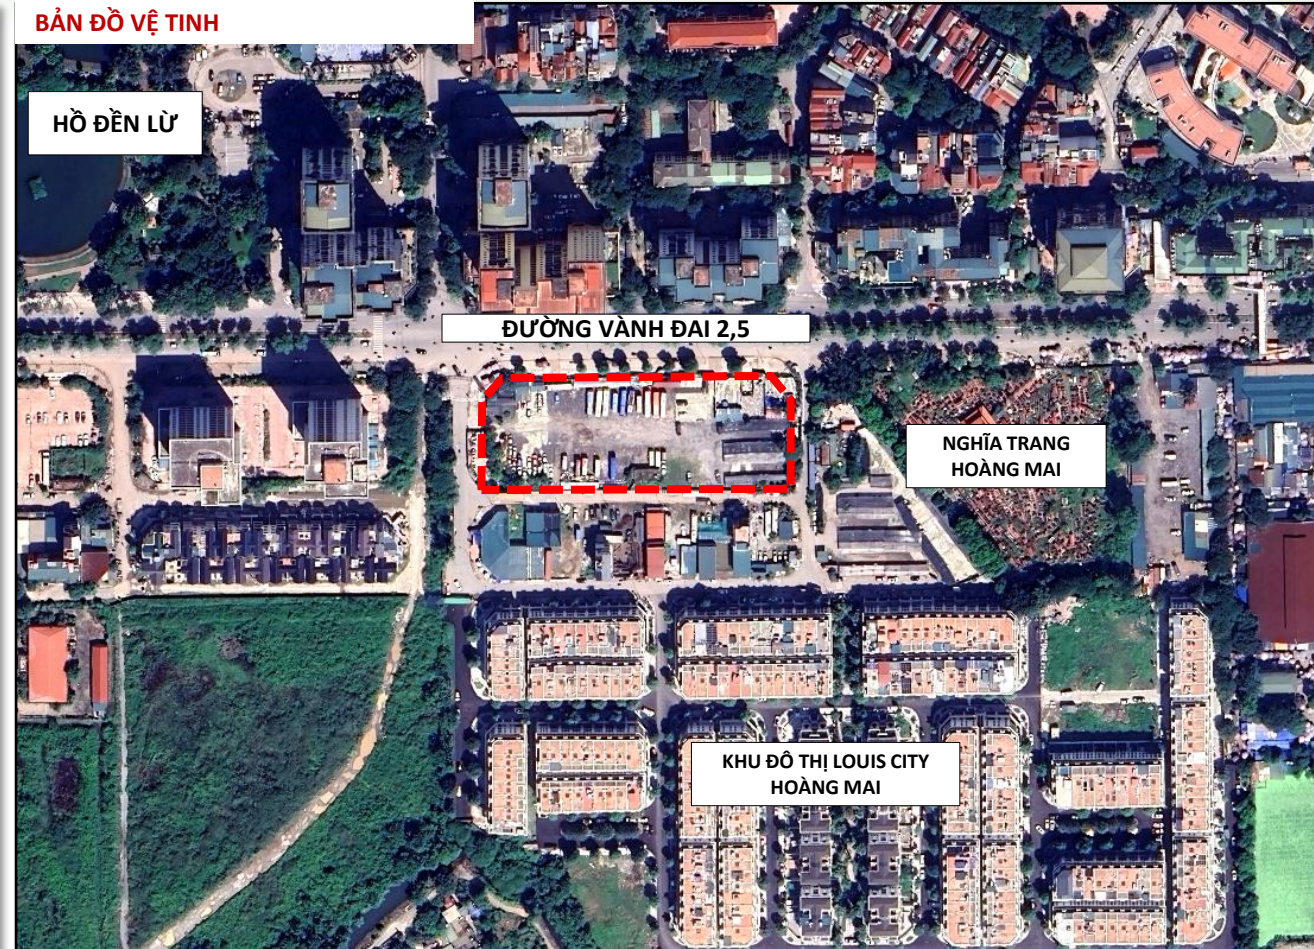 BẢN ĐỒ VỆ TINH
HỒ ĐỀN LỪ
ĐƯỜNG VÀNH ĐAI 2,5
NGHĨA TRANG
HOÀNG MAI
KHU ĐÔ THỊ LOUIS CITY
HOÀNG MAI